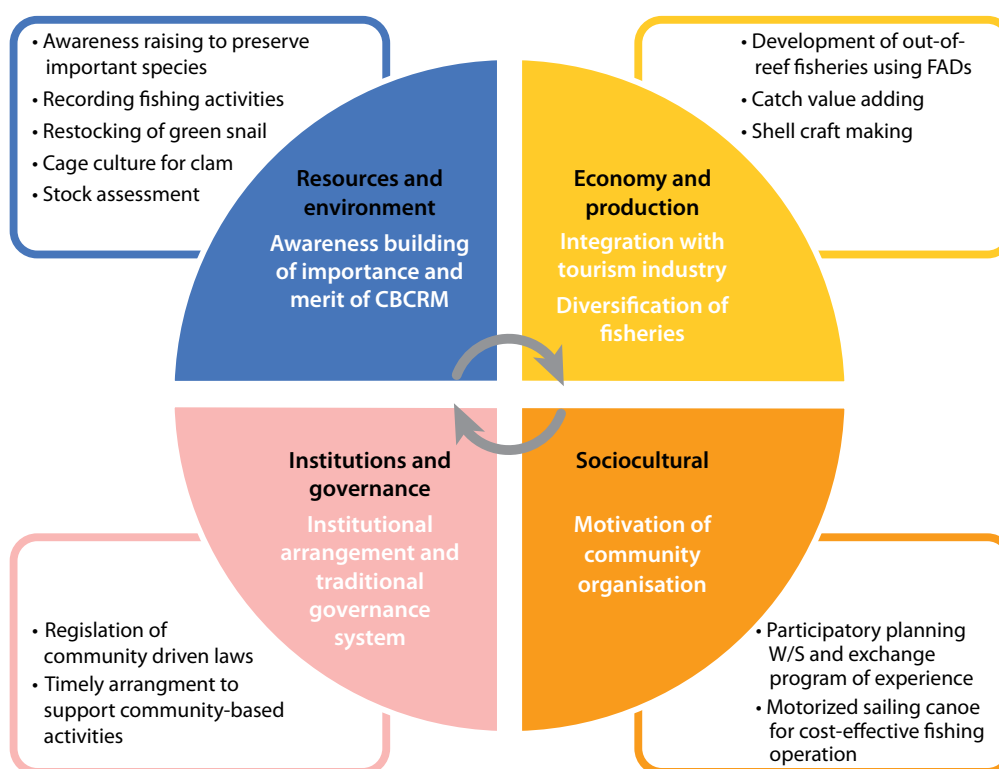 • Awareness raising to preserve
important species
• Recording fishing activities
• Restocking of green snail
• Cage culture for clam
• Stock assessment
• Development of out-of-
reef fisheries using FADs
• Catch value adding
• Shell craft making
Resources and
environment
Awareness building
of importance and
merit of CBCRM
Economy and
production
Integration with
tourism industry
Diversification of
fisheries
Institutions and
governance
Institutional
arrangement and
traditional
governance
system
Sociocultural
Motivation of
community
organisation
• Regislation of
community driven laws
• Timely arrangment to
support community-based
activities
• Participatory planning
W/S and exchange
program of experience
• Motorized sailing canoe
for cost-effective fishing
operation